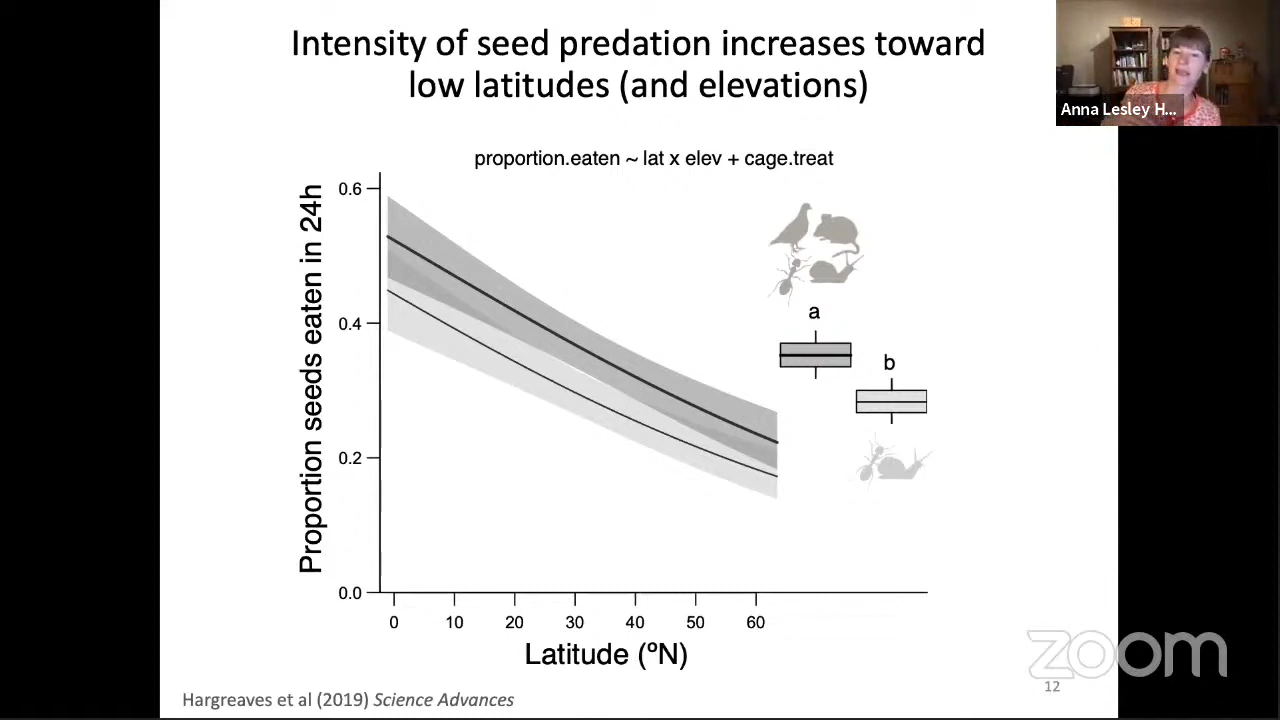 Intensity of seed predation increases toward
low latitudes (and elevations)
Anna Lesley H...
proportion.eaten ~ lat x elev + cage.treat
Proportion seeds eaten in 24h
0.6
0.4
0.2
0.0
a
b
0 10 20 30 40 50 60
Latitude (ºN)
zoom
12
Hargreaves et al (2019) Science Advances